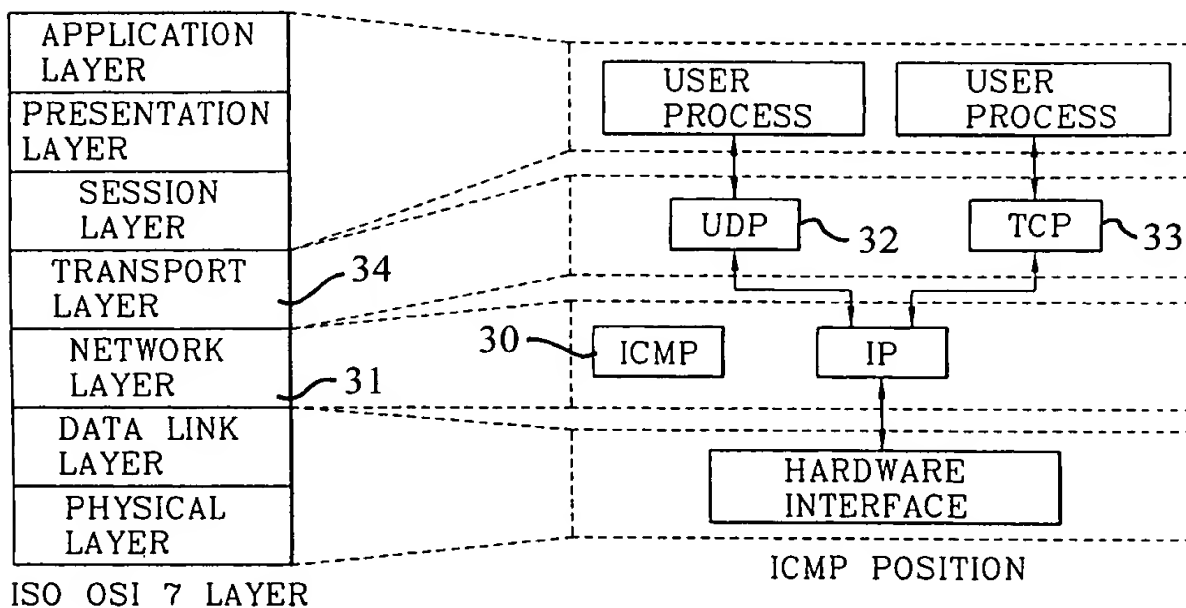 APPLICATION
LAYER
PRESENTATION
LAYER
SESSION
LAYER
TRANSPORT
LAYER
34
NETWORK
LAYER
31
DATA LINK
LAYER
PHYSICAL
LAYER
ISO OSI 7 LAYER
USER
PROCESS
USER
PROCESS
UDP
32
TCP
33
30
ICMP
IP
HARDWARE
INTERFACE
ICMP POSITION